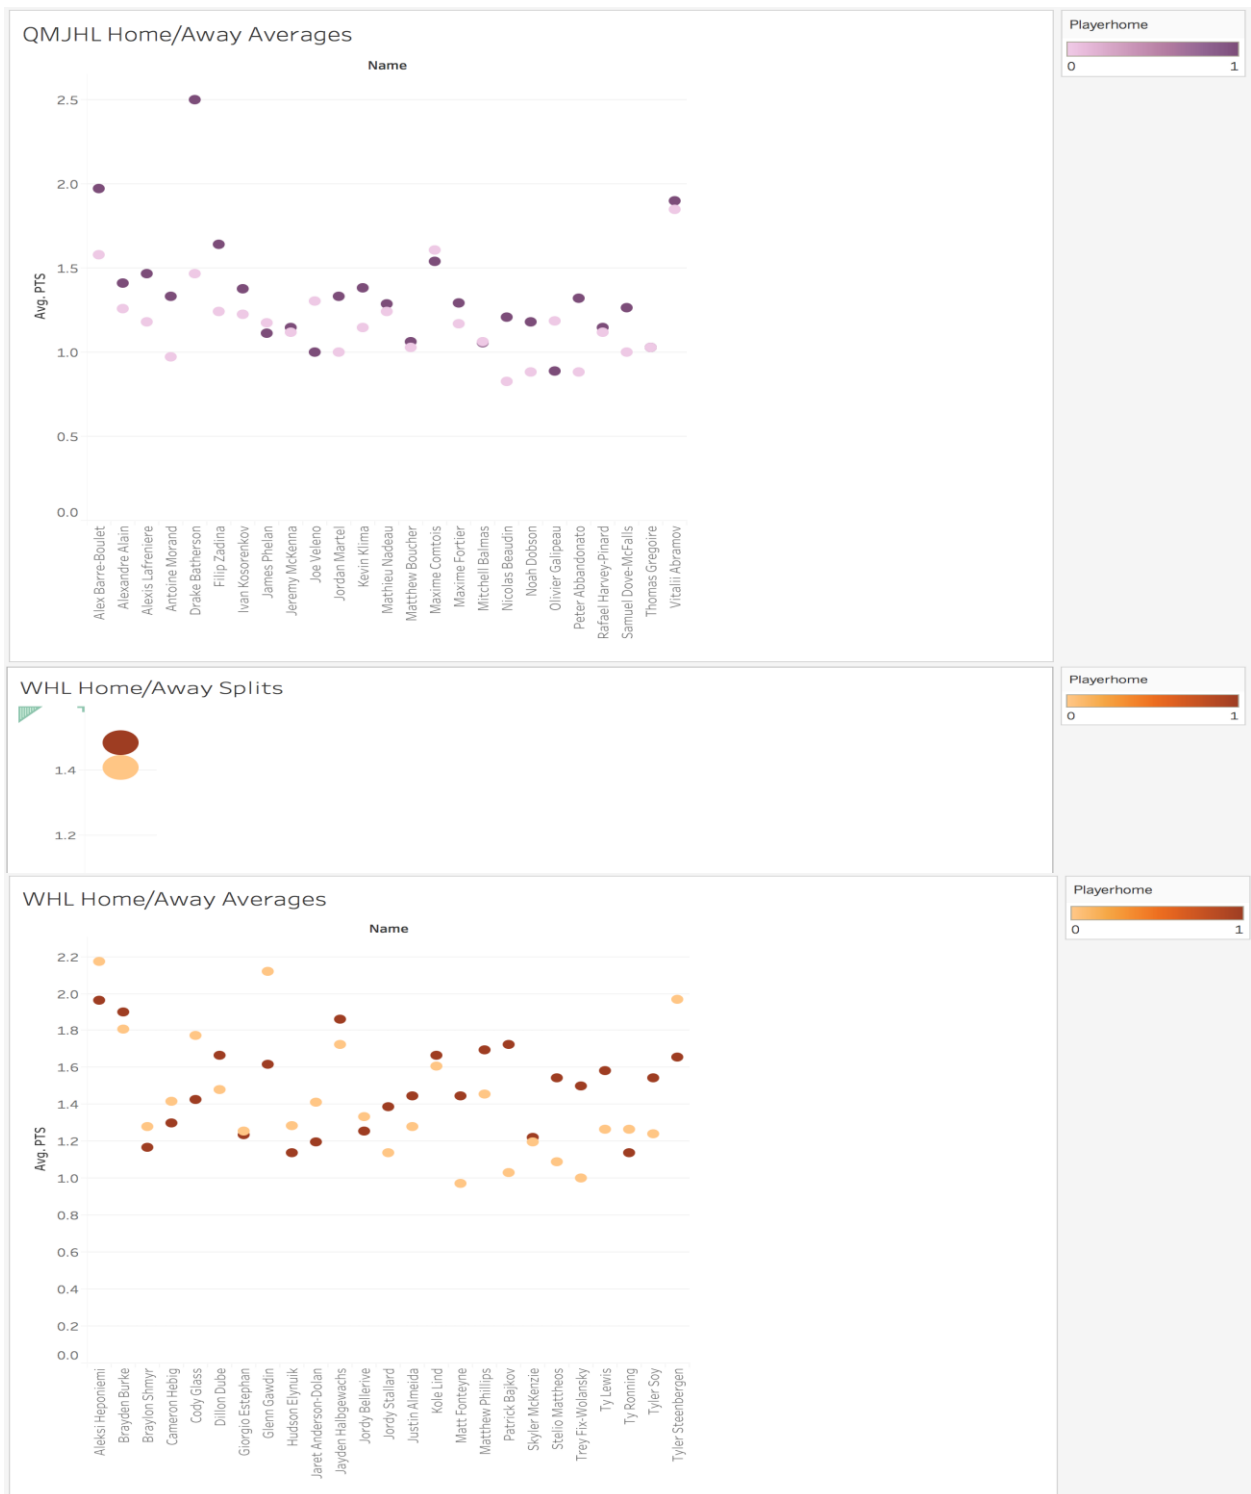 QMJHL Home/Away Averages
Playerhome
0 1
Name
2.5
2.0
1.5
1.0
0.5
0.0
Avg. PTS
Alex Barre-Boulet
Alexandre Alain
Alexis Lafreniere
Antoine Morand
Drake Batherson
Filip Zadina
Ivan Kosorenkov
James Phelan
Jeremy McKenna
Joe Veleno
Jordan Martel
Kevin Klima
Mathieu Nadeau
Matthew Boucher
Maxime Comtois
Maxime Fortier
Mitchell Balmas
Nicolas Beaudin
Noah Dobson
Olivier Galipeau
Peter Abbandonato
Rafael Harvey-Pinard
Samuel Dove-McFalls
Thomas Gregoire
Vitalii Abramov
WHL Home/Away Splits
Playerhome
0 1
1.4
1.2
WHL Home/Away Averages
Playerhome
0 1
Name
2.2
2.0
1.8
1.6
1.4
1.2
1.0
0.8
0.6
0.4
0.2
0.0
Avg. PTS
Aleksi Heponiemi
Brayden Burke
Braylon Shmyr
Cameron Hebig
Cody Glass
Dillon Dube
Giorgio Estephan
Glenn Gawdin
Hudson Elynuik
Jaret Anderson-Dolan
Jayden Halbgewachs
Jordy Bellerive
Jordy Stallard
Justin Almeida
Kole Lind
Matt Fonteyne
Matthew Phillips
Patrick Bajkov
Skyler McKenzie
Stelio Mattheos
Trey Fix-Wolansky
Ty Lewis
Ty Ronning
Tyler Soy
Tyler Steenbergen